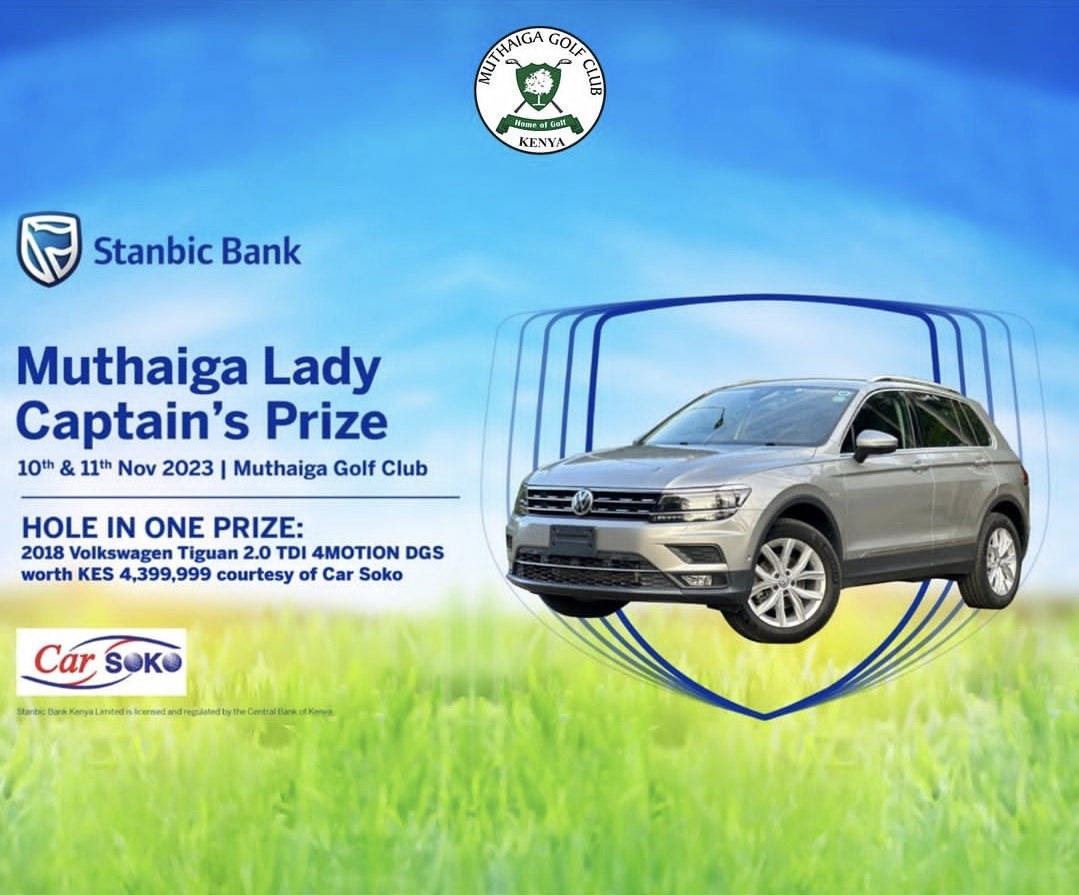 MUTHAIGA GOLF CLUB
Home of Golf
KENYA
Stanbic Bank
Muthaiga Lady
Captain's Prize
10th & 11th Nov 2023 | Muthaiga Golf Club
HOLE IN ONE PRIZE:
2018 Volkswagen Tiguan 2.0 TDI 4MOTION DGS
worth KES 4,399,999 courtesy of Car Soko
Car SOKO
Stanbic Bank Kenya Limited is licensed and regulated by the Central Bank of Kenya.